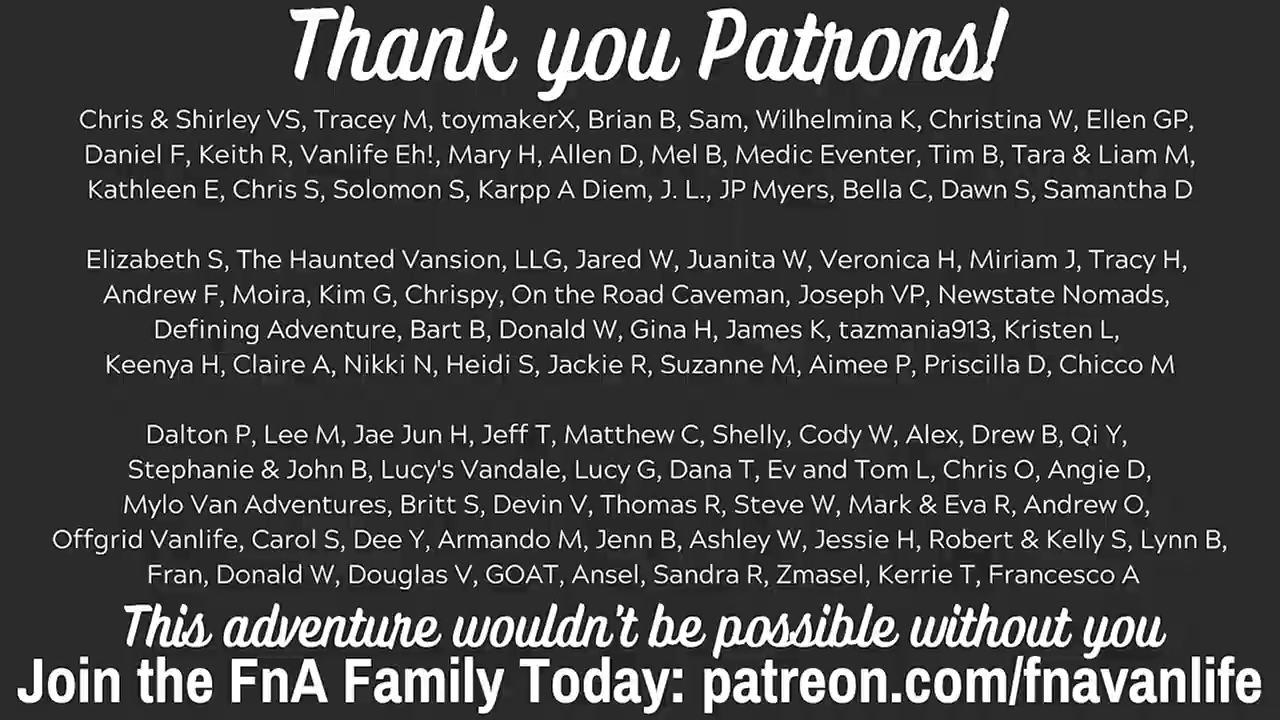 Thank you Patrons!
Chris & Shirley VS, Tracey M, toymakerX, Brian B, Sam, Wilhelmina K, Christina W, Ellen GP,
Daniel F, Keith R, Vanlife Eh!, Mary H, Allen D, Mel B, Medic Eventer, Tim B, Tara & Liam M,
Kathleen E, Chris S, Solomon S, Karpp A Diem, J. L., JP Myers, Bella C, Dawn S, Samantha D
Elizabeth S, The Haunted Vansion, LLG, Jared W, Juanita W, Veronica H, Miriam J, Tracy H,
Andrew F, Moira, Kim G, Chrispy, On the Road Caveman, Joseph VP, Newstate Nomads,
Defining Adventure, Bart B, Donald W, Gina H, James K, tazmania913, Kristen L,
Keenya H, Claire A, Nikki N, Heidi S, Jackie R, Suzanne M, Aimee P, Priscilla D, Chicco M
Dalton P, Lee M, Jae Jun H, Jeff T, Matthew C, Shelly, Cody W, Alex, Drew B, Qi Y,
Stephanie & John B, Lucy's Vandale, Lucy G, Dana T, Ev and Tom L, Chris O, Angie D,
Mylo Van Adventures, Britt S, Devin V, Thomas R, Steve W, Mark & Eva R, Andrew O,
Offgrid Vanlife, Carol S, Dee Y, Armando M, Jenn B, Ashley W, Jessie H, Robert & Kelly S, Lynn B,
Fran, Donald W, Douglas V, GOAT, Ansel, Sandra R, Zmasel, Kerrie T, Francesco A
This adventure wouldn't be possible without you
Join the FnA Family Today: patreon.com/fnavanlife